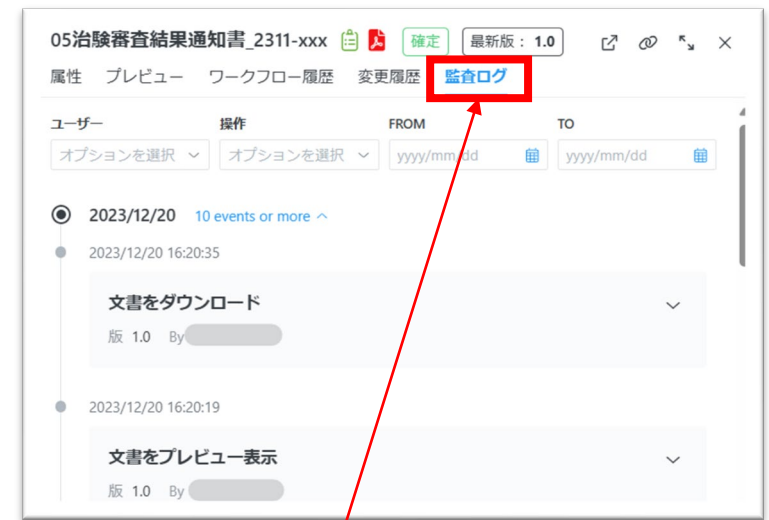 05治験審査結果通知書_2311-xxx 確定 最新版： 1.0
属性 プレビュー ワークフロー履歴 変更履歴 監査ログ
ユーザー 操作 FROM TO
オプションを選択 オプションを選択 yyyy/mm/dd yyyy/mm/dd
2023/12/20 10 events or more
2023/12/20 16:20:35
文書をダウンロード
版 1.0 By
2023/12/20 16:20:19
文書をプレビュー表示
版 1.0 By